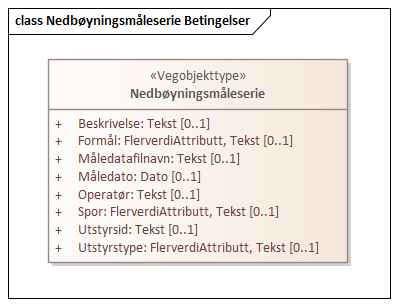 class Nedbøyningsmåleserie Betingelser
«Vegobjekttype»
Nedbøyningsmåleserie
+ Beskrivelse: Tekst [0..1]
+ Formål: FlerverdiAttributt, Tekst [0..1]
+ Måledatafilnavn: Tekst [0..1]
+ Måledato: Dato [0..1]
+ Operatør: Tekst [0..1]
+ Spor: FlerverdiAttributt, Tekst [0..1]
+ Utstyrsid: Tekst [0..1]
+ Utstyrstype: FlerverdiAttributt, Tekst [0..1]